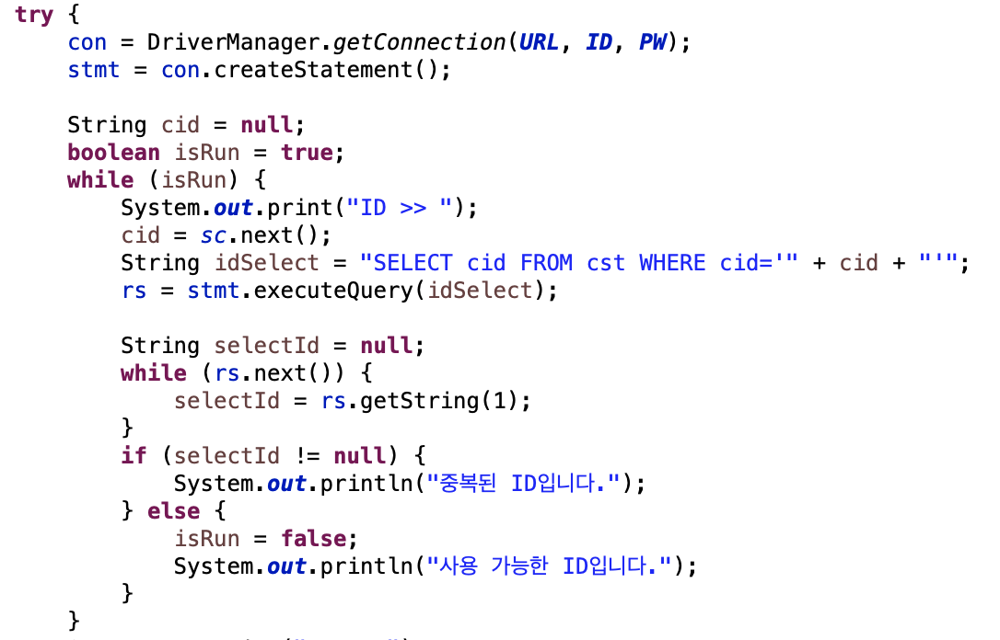 try {
    con = DriverManager.getConnection(URL, ID, PW);
    stmt = con.createStatement();

    String cid = null;
    boolean isRun = true;
    while (isRun) {
        System.out.print("ID >> ");
        cid = sc.next();
        String idSelect = "SELECT cid FROM cst WHERE cid='" + cid + "'";
        rs = stmt.executeQuery(idSelect);

        String selectId = null;
        while (rs.next()) {
            selectId = rs.getString(1);
        }
        if (selectId != null) {
            System.out.println("중복된 ID입니다.");
        } else {
            isRun = false;
            System.out.println("사용 가능한 ID입니다.");
        }
    }